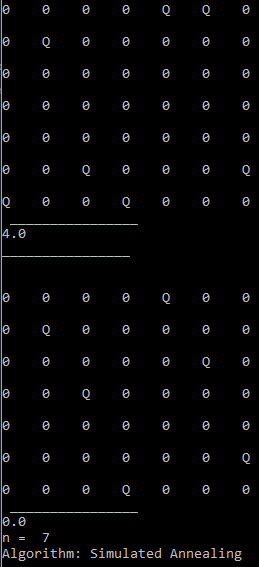 0 0 0 0 Q Q 0
0 Q 0 0 0 0 0
0 0 0 0 0 0 0
0 0 0 0 0 0 0
0 0 0 0 0 0 0
0 0 Q 0 0 0 Q
Q 0 0 Q 0 0 0
________________
4.0
________________
0 0 0 0 Q 0 0
0 Q 0 0 0 0 0
0 0 0 0 0 Q 0
0 0 Q 0 0 0 0
0 0 0 0 0 0 0
0 0 0 0 0 0 Q
0 0 0 Q 0 0 0
________________
0.0
n =  7
Algorithm: Simulated Annealing